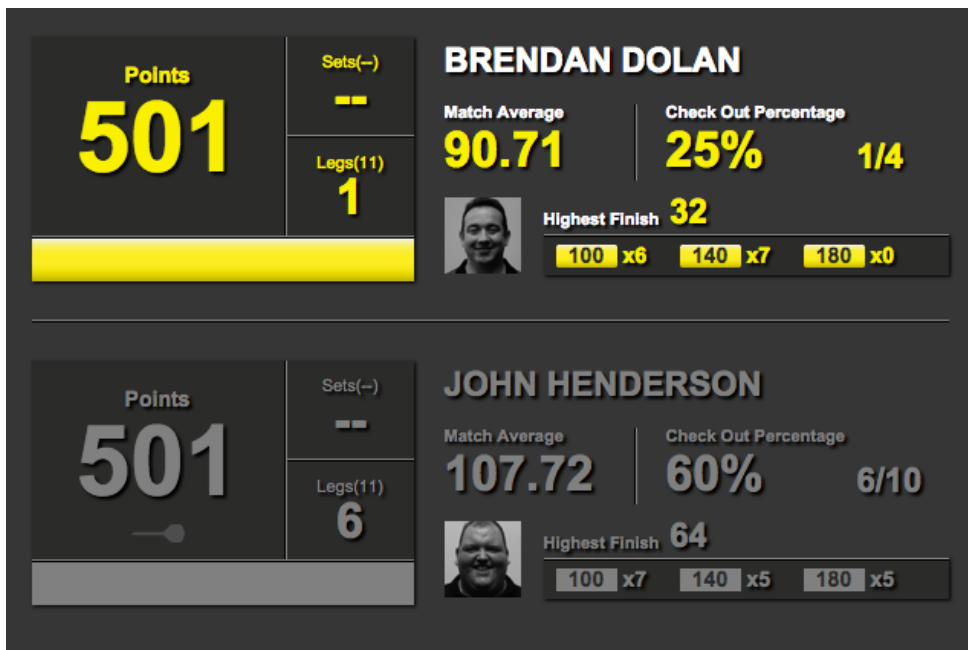 Points
501
Sets(--)
--
Legs(11)
1
BRENDAN DOLAN
Match Average
90.71
Check Out Percentage
25% 1/4
Highest Finish 32
100 x6 140 x7 180 x0
Points
501
Sets(--)
--
Legs(11)
6
JOHN HENDERSON
Match Average
107.72
Check Out Percentage
60% 6/10
Highest Finish 64
100 x7 140 x5 180 x5